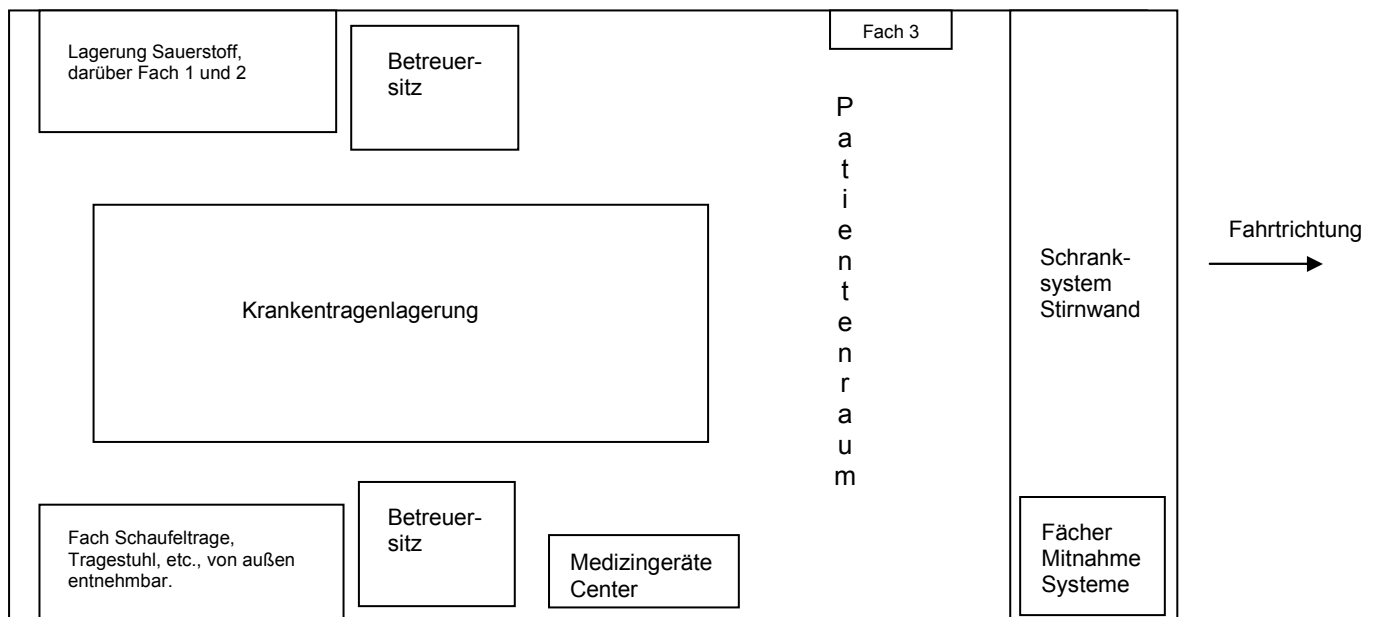 Lagerung Sauerstoff,
darüber Fach 1 und 2
Betreuer-
sitz
Fach 3
Patientenraum
Fahrtrichtung
Schrank-
system
Stirnwand
Krankentragenlagerung
Fach Schaufeltrage,
Tragestuhl, etc., von außen
entnehmbar.
Betreuer-
sitz
Medizingeräte
Center
Fächer
Mitnahme
Systeme